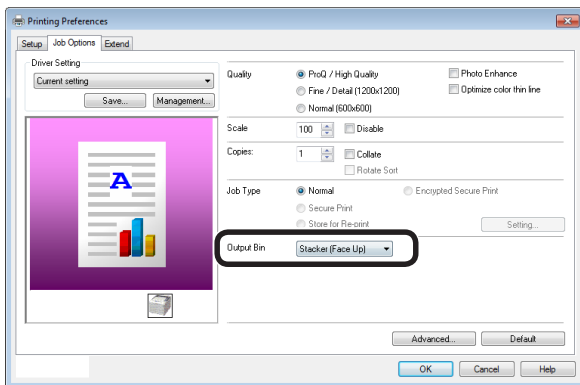 Printing Preferences
Setup Job Options Extend
Driver Setting
Current setting
Save... Management...
A
Quality
ProQ / High Quality
Fine / Detail (1200x1200)
Normal (600x600)
Photo Enhance
Optimize color thin line
Scale
100 Disable
Copies:
1 Collate
Rotate Sort
Job Type
Normal Encrypted Secure Print
Secure Print
Store for Re-print Setting...
Output Bin Stacker (Face Up)
Advanced... Default
OK Cancel Help